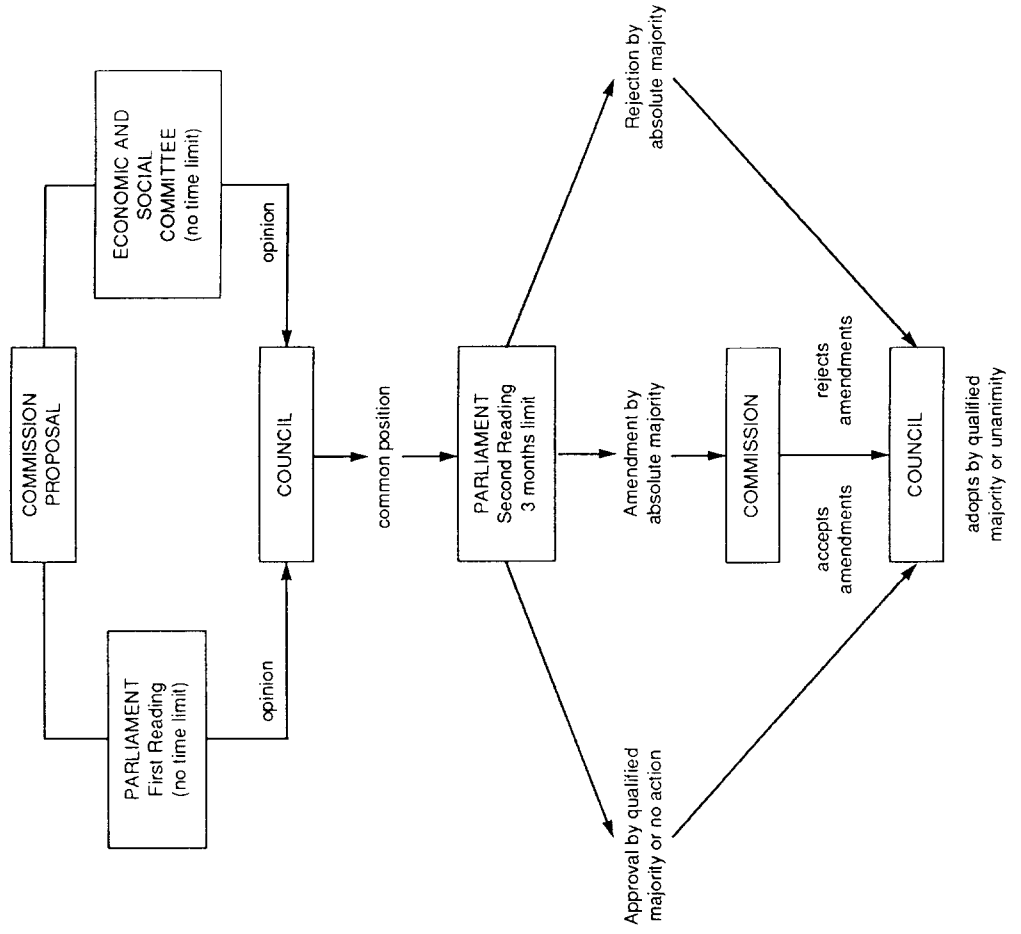 COMMISSION
PROPOSAL
PARLIAMENT
First Reading
(no time limit)
ECONOMIC AND
SOCIAL
COMMITTEE
(no time limit)
opinion
opinion
COUNCIL
common position
PARLIAMENT
Second Reading
3 months limit
Approval by qualified
majority or no action
Amendment by
absolute majority
Rejection by
absolute majority
COMMISSION
accepts
amendments
rejects
amendments
COUNCIL
adopts by qualified
majority or unanimity